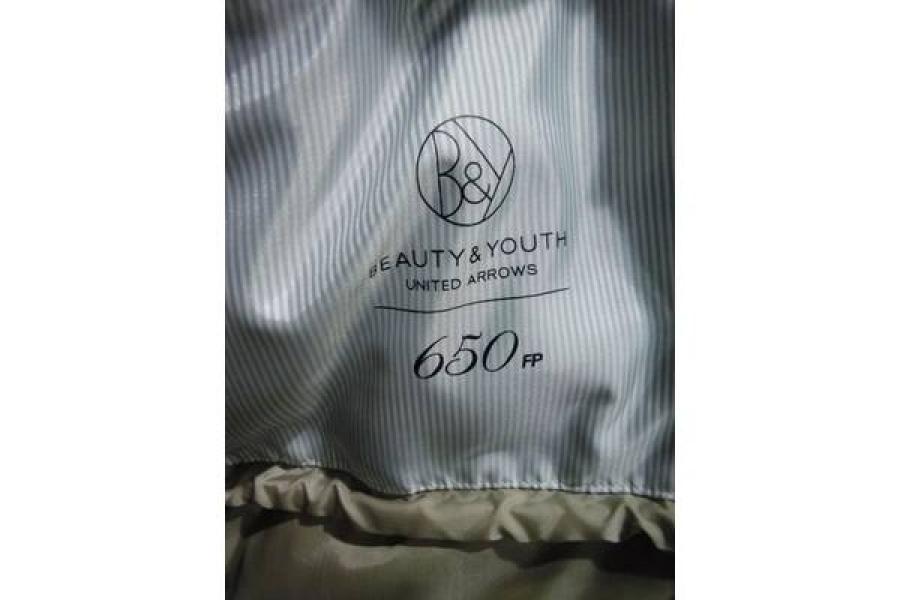 B&Y
BEAUTY & YOUTH
UNITED ARROWS
650 FP